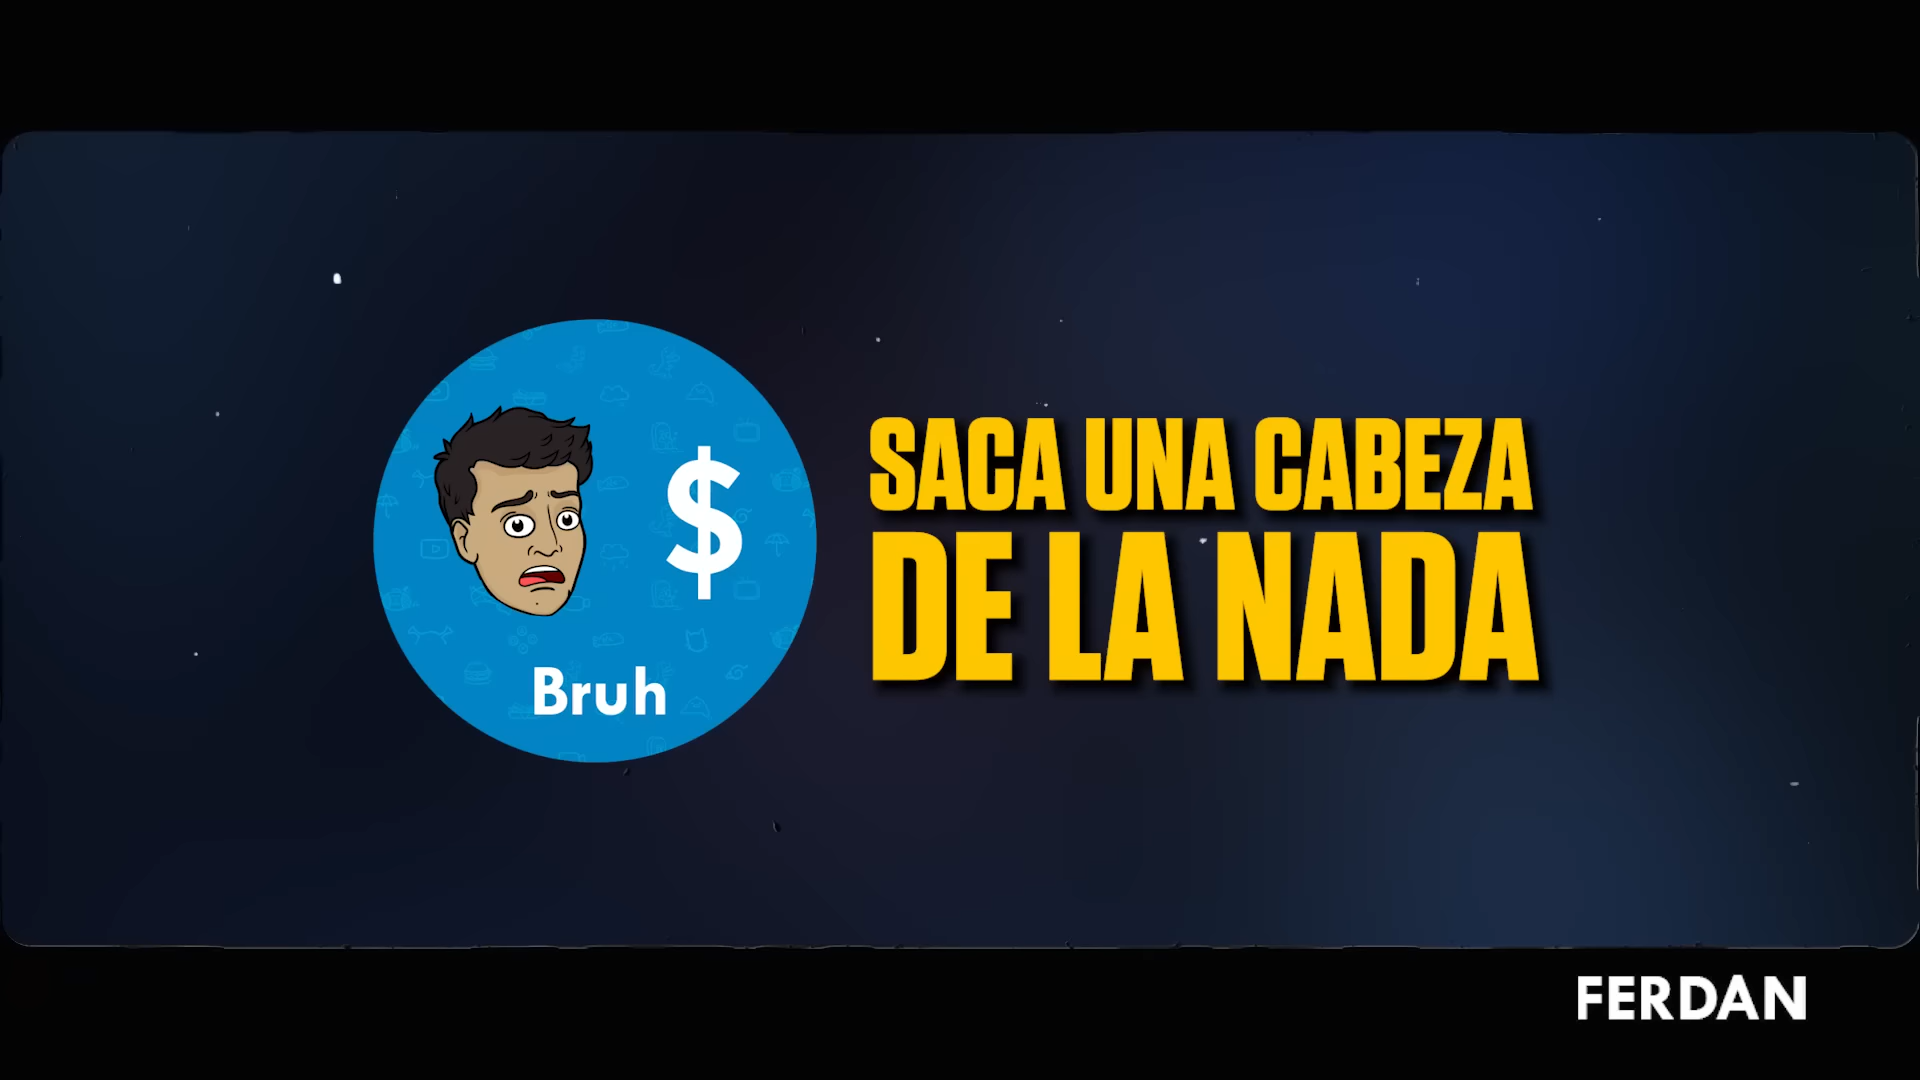 $
Bruh
SACA UNA CABEZA
DE LA NADA
FERDAN